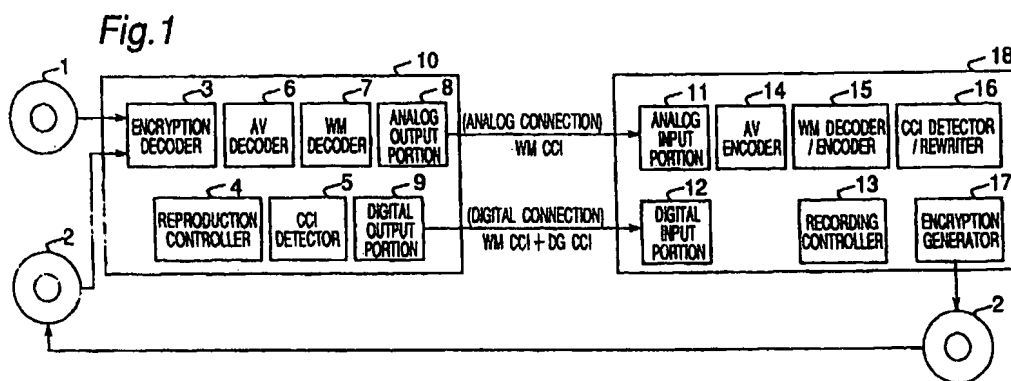 Fig.1
1
10
18
3
6
7
8
ENCRYPTION
DECODER
AV
DECODER
WM
DECODER
ANALOG
OUTPUT
PORTION
(ANALOG CONNECTION)
WM CCI
11
14
15
16
ANALOG
INPUT
PORTION
AV
ENCODER
WM DECODER
/ENCODER
CCI DETECTOR
/REWRITER
4
5
9
REPRODUCTION
CONTROLLER
CCI
DETECTOR
DIGITAL
OUTPUT
PORTION
(DIGITAL CONNECTION)
WM CCI+DG CCI
12
13
17
DIGITAL
INPUT
PORTION
RECORDING
CONTROLLER
ENCRYPTION
GENERATOR
2
2